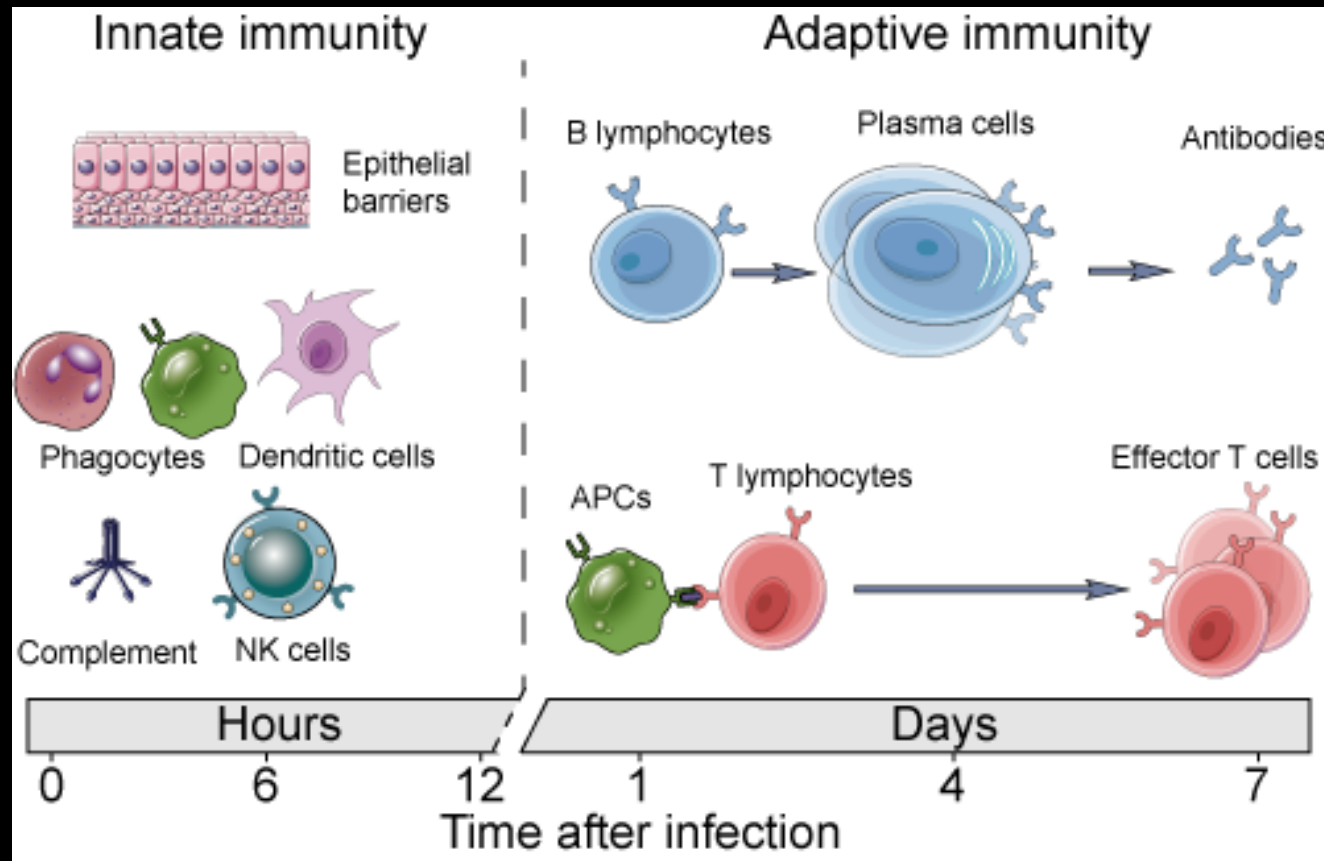 Innate immunity
Epithelial
barriers
Phagocytes
Dendritic cells
Complement
NK cells
Adaptive immunity
B lymphocytes
Plasma cells
Antibodies
APCs
T lymphocytes
Effector T cells
Hours
Days
0
6
12
1
4
7
Time after infection